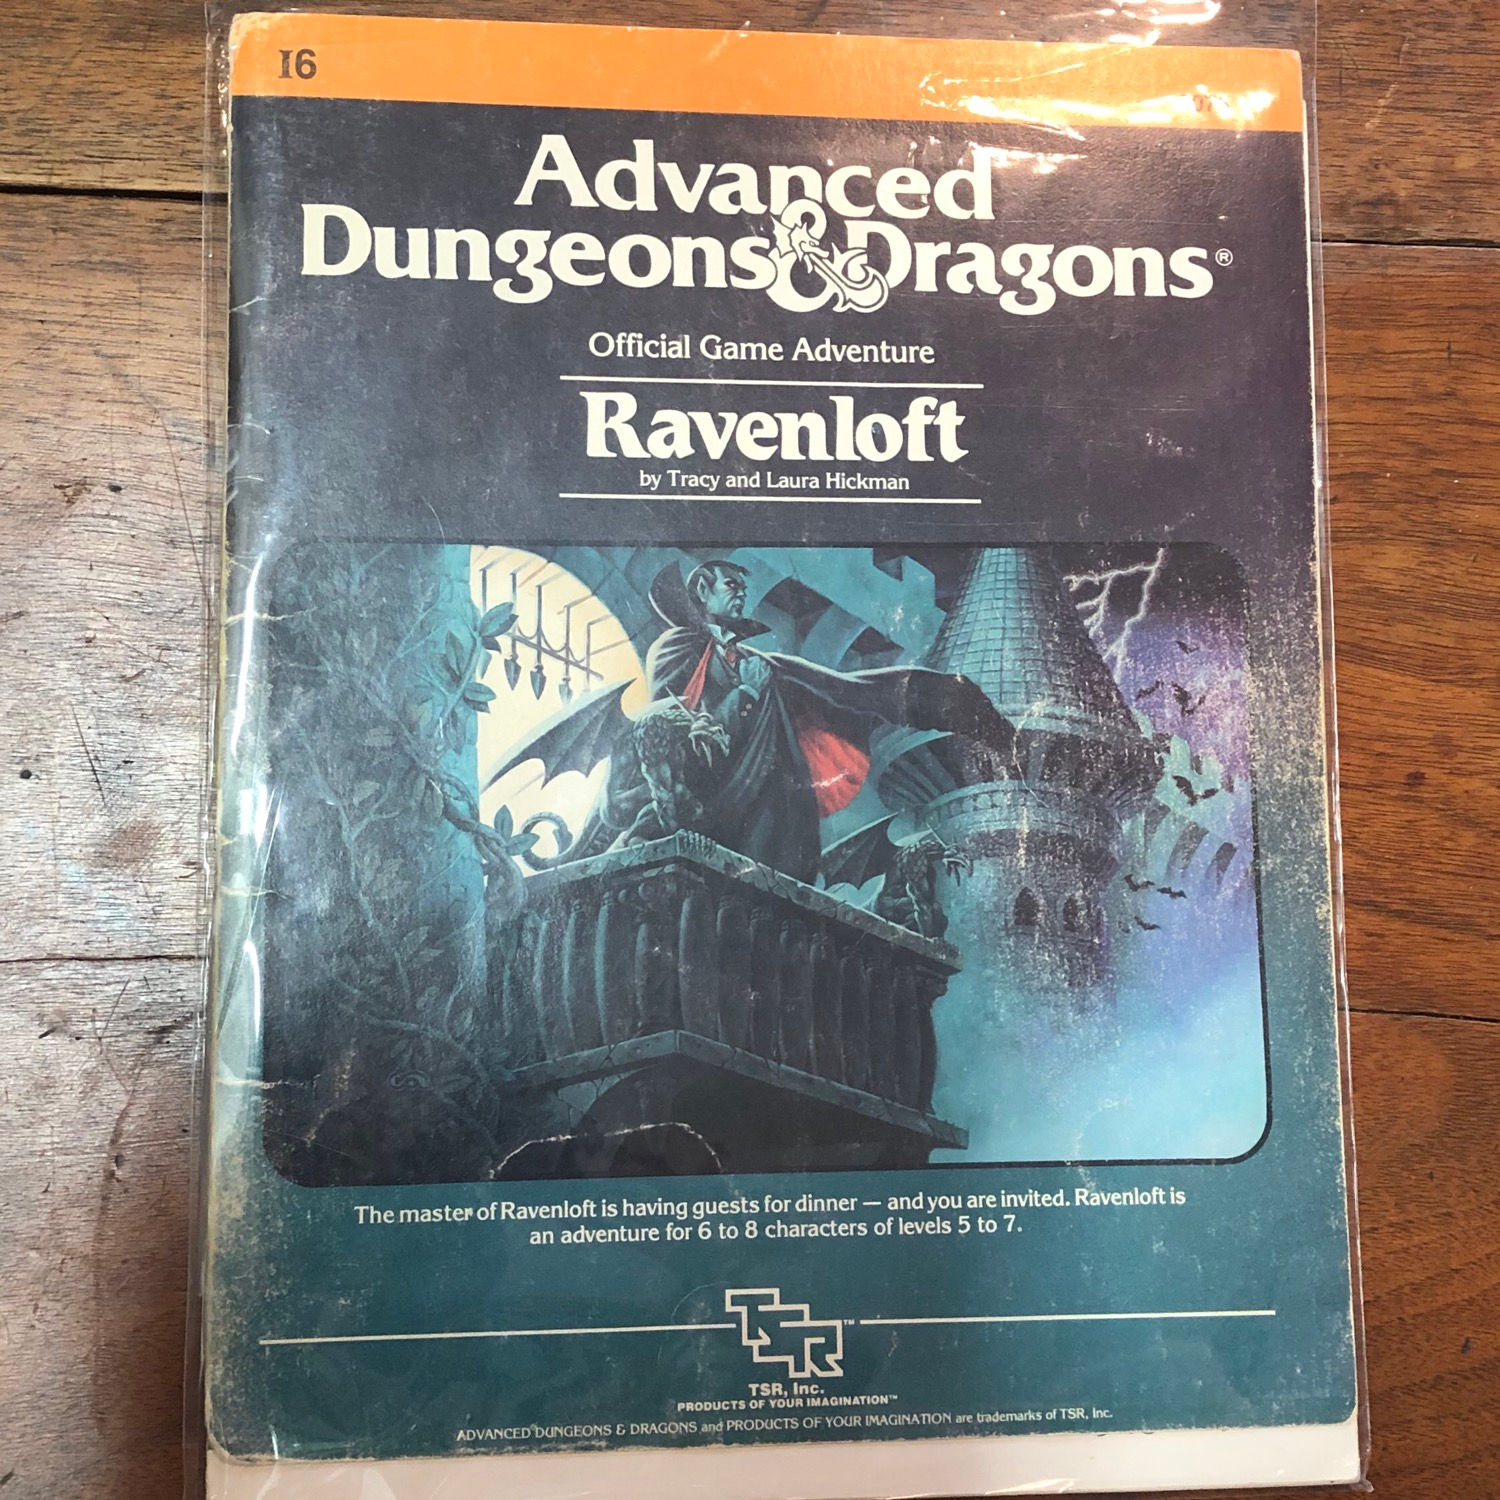 I6
Advanced
Dungeons & Dragons®
Official Game Adventure
Ravenloft
by Tracy and Laura Hickman
The master of Ravenloft is having guests for dinner — and you are invited. Ravenloft is
an adventure for 6 to 8 characters of levels 5 to 7.
TSR™
TSR, Inc.
PRODUCTS OF YOUR IMAGINATION™
ADVANCED DUNGEONS & DRAGONS and PRODUCTS OF YOUR IMAGINATION are trademarks of TSR, Inc.